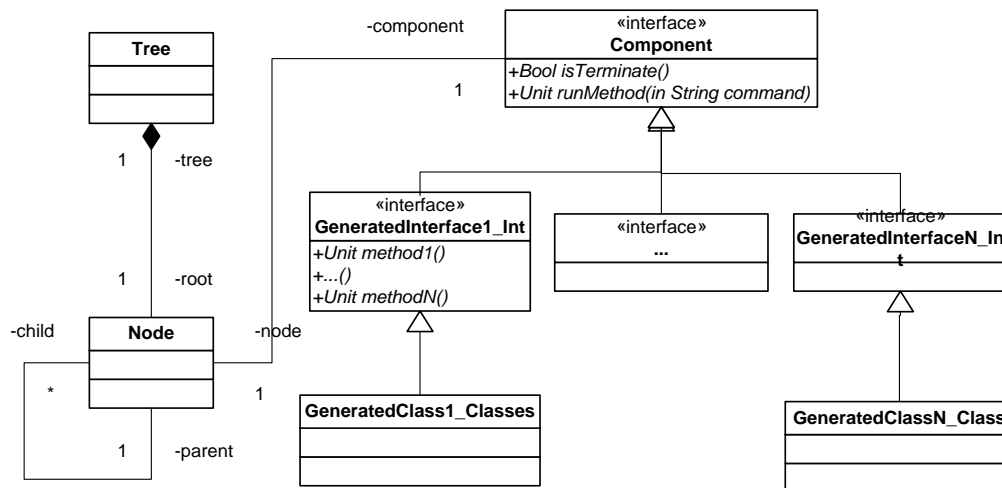 Tree
1
-tree
1
-root
-child
Node
*
1
-parent
-node
1
-component
1
«interface»
Component
+Bool isTerminate()
+Unit runMethod(in String command)
«interface»
GeneratedInterface1_Int
+Unit method1()
+...()
+Unit methodN()
«interface»
...
«interface»
GeneratedInterfaceN_In
t
GeneratedClass1_Classes
GeneratedClassN_Class